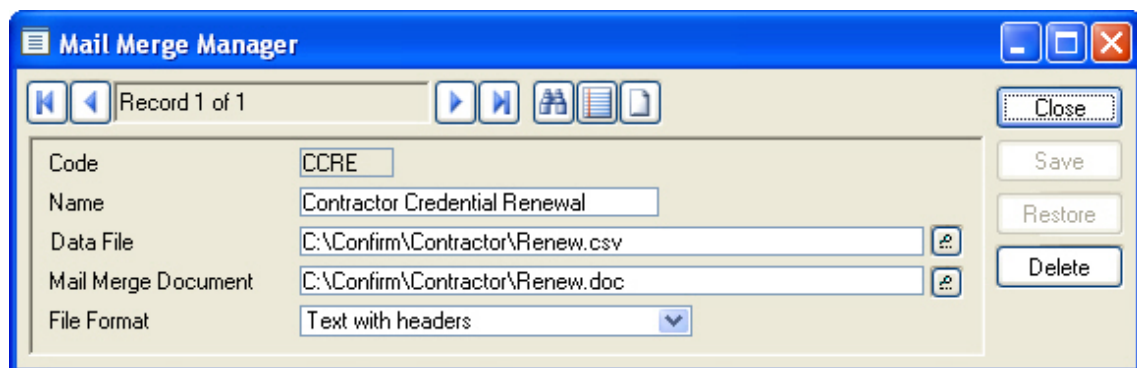 Mail Merge Manager
Record 1 of 1
Close
Code CCRE
Save
Name Contractor Credential Renewal
Restore
Data File C:\Confirm\Contractor\Renew.csv
Mail Merge Document C:\Confirm\Contractor\Renew.doc
Delete
File Format Text with headers